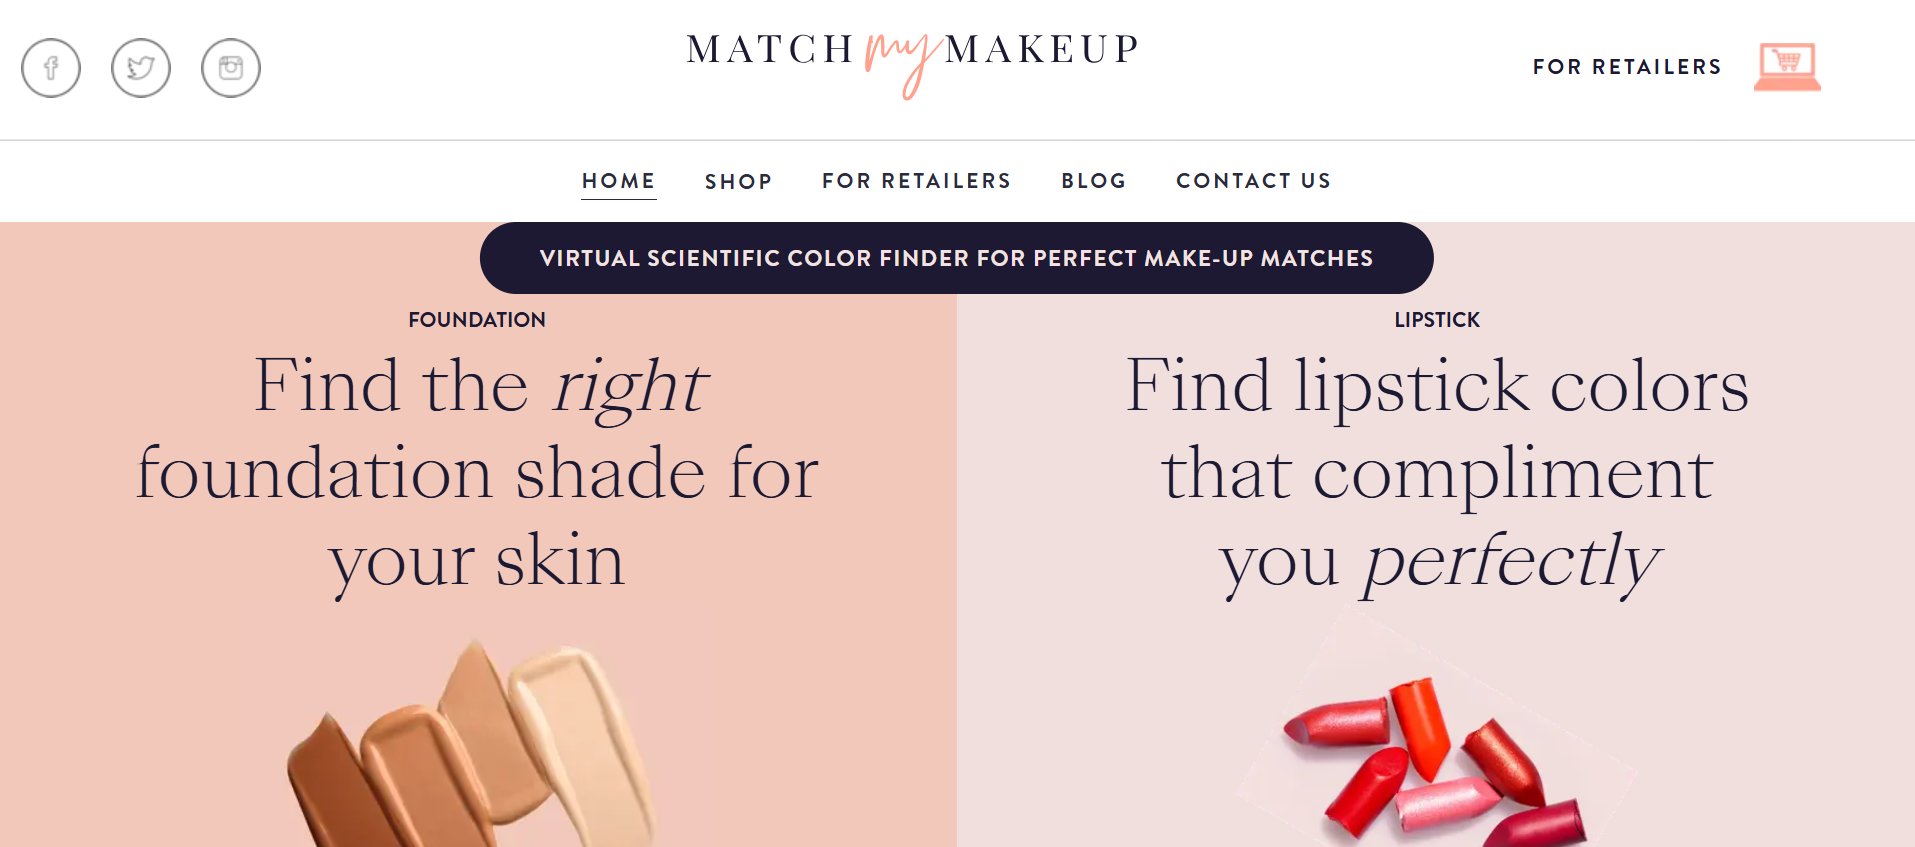 MATCH my MAKEUP
FOR RETAILERS
HOME SHOP FOR RETAILERS BLOG CONTACT US
VIRTUAL SCIENTIFIC COLOR FINDER FOR PERFECT MAKE-UP MATCHES
FOUNDATION
Find the right
foundation shade for
your skin
LIPSTICK
Find lipstick colors
that compliment
you perfectly